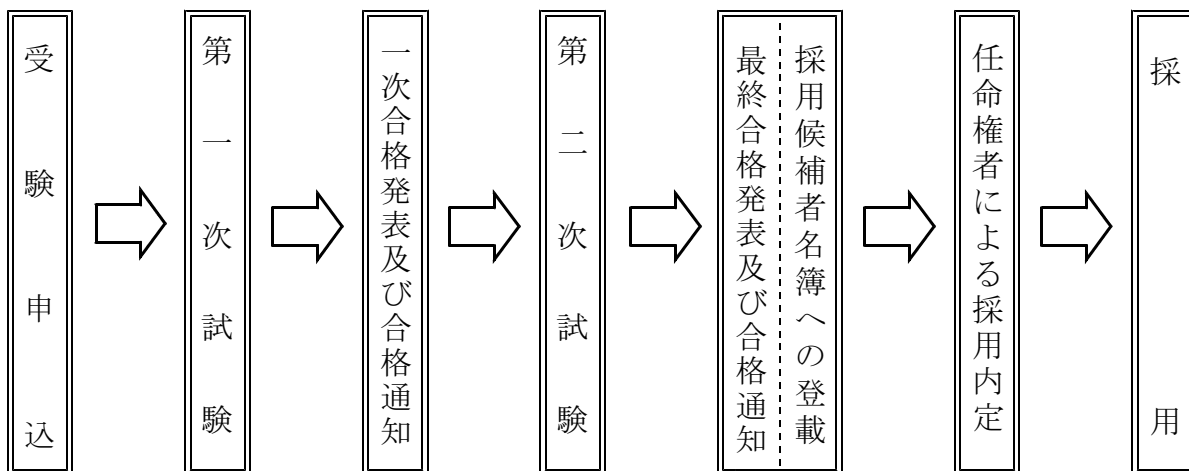 受験申込
第一次試験
一次合格発表及び合格通知
第二次試験
最終合格発表及び合格通知
採用候補者名簿への登載
任命権者による採用内定
採用